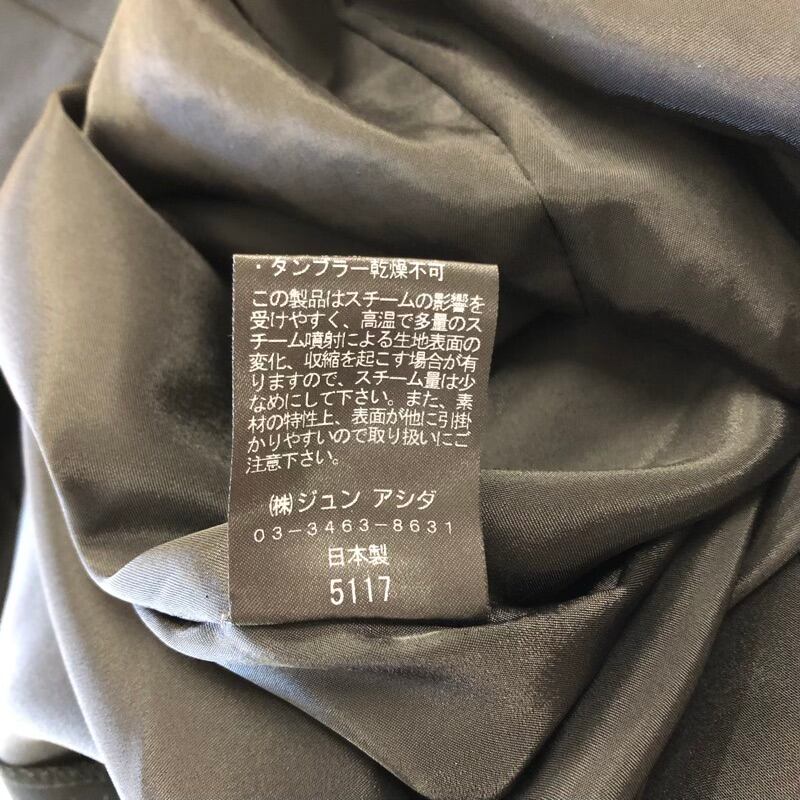 ・タンブラー乾燥不可
この製品はスチームの影響を
受けやすく、高温で多量のス
チーム噴射による生地表面の
変化、収縮を起こす場合が有
りますので、スチーム量は少
なめにして下さい。また、素
材の特性上、表面が他に引掛
かりやすいので取り扱いにご
注意下さい。
㈱ジュン アシダ
03-3463-8631
日本製
5117